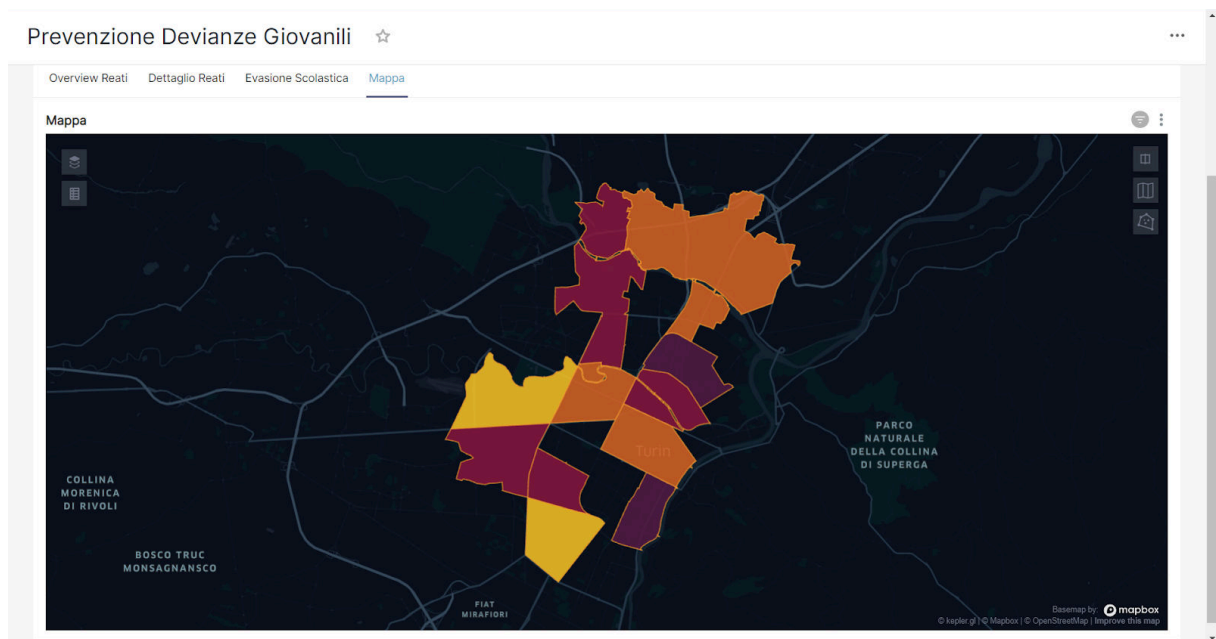 Prevenzione Devianze Giovanili
Overview Reati Dettaglio Reati Evasione Scolastica Mappa
Mappa
PARCO
NATURALE
DELLA COLLINA
DI SUPERGA
Turin
COLLINA
MORENICA
DI RIVOLI
BOSCO TRUC
MONSAGNANSCO
FIAT
MIRAFIORI
Basemap by: mapbox
© kepler.gl | © Mapbox | © OpenStreetMap | Improve this map